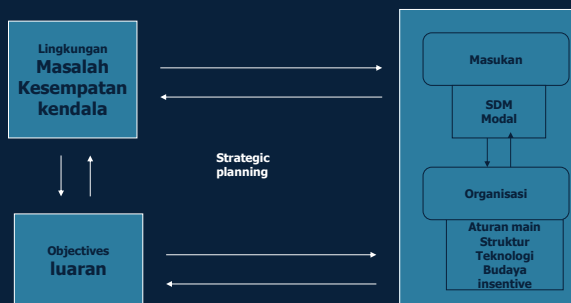 Lingkungan
Masalah
Kesempatan
kendala
Masukan
SDM
Modal
Strategic
planning
Organisasi
Objectives
luaran
Aturan main
Struktur
Teknologi
Budaya
insentive